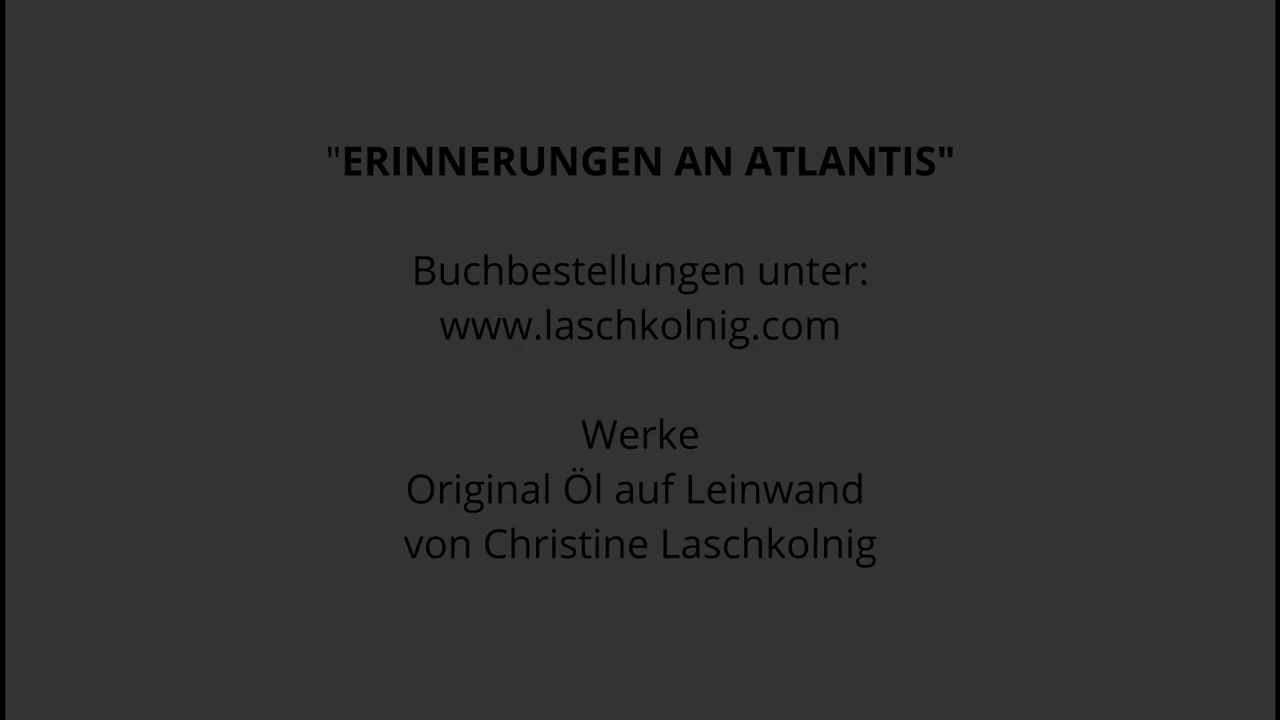 "ERINNERUNGEN AN ATLANTIS"
Buchbestellungen unter:
www.laschkolnig.com
Werke
Original Öl auf Leinwand
von Christine Laschkolnig